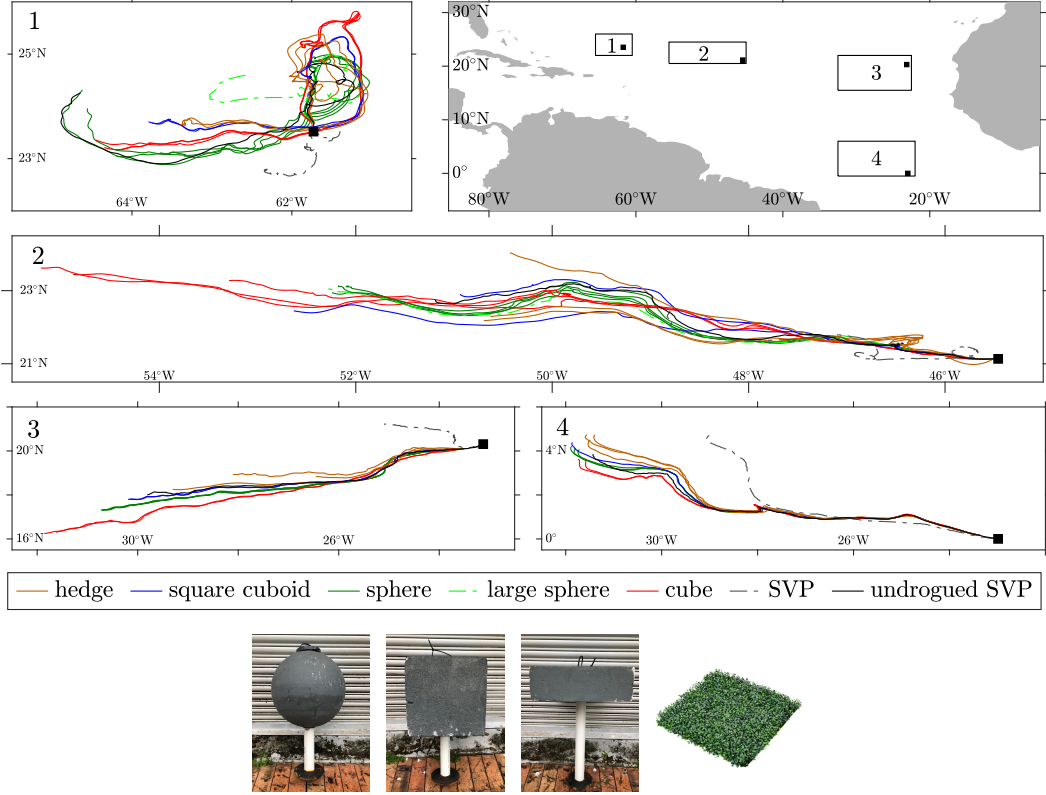 1
25°N
23°N
64°W
62°W
30°N
20°N
10°N
0°
1
2
3
4
80°W
60°W
40°W
20°W
2
23°N
21°N
54°W
52°W
50°W
48°W
46°W
3
20°N
16°N
30°W
26°W
4
4°N
0°
30°W
26°W
hedge square cuboid sphere large sphere cube SVP undrogued SVP